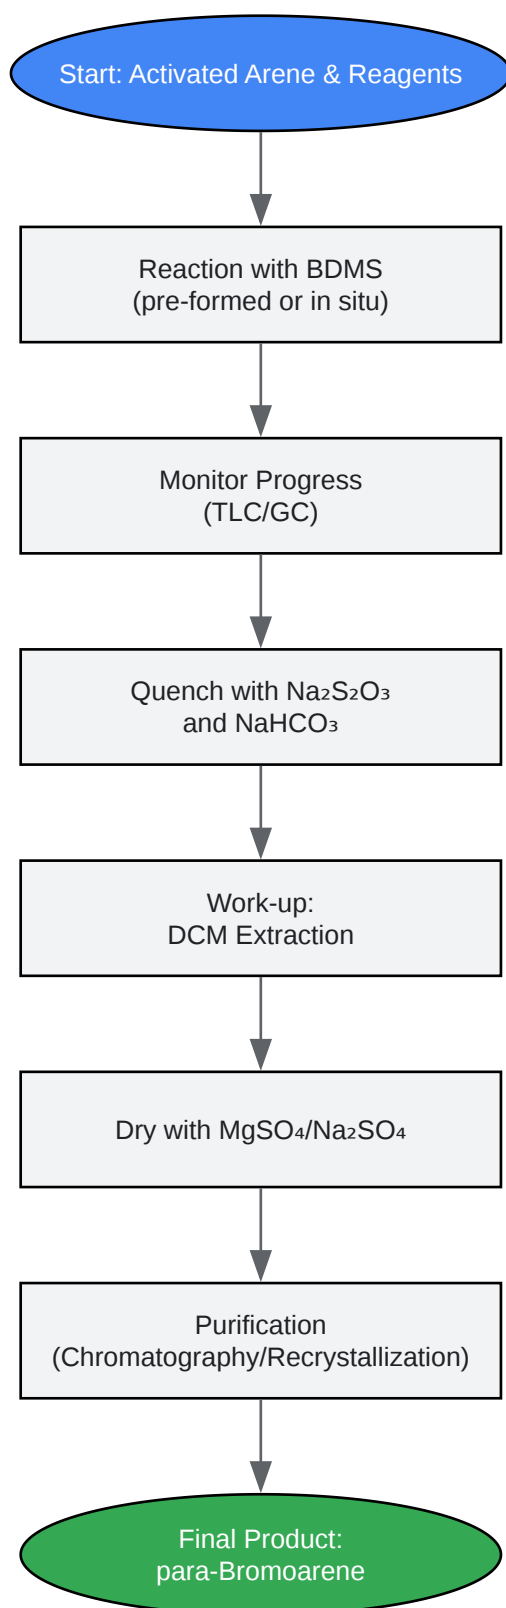 Start: Activated Arene & Reagents
Reaction with BDMS
(pre-formed or in situ)
Monitor Progress
(TLC/GC)
Quench with Na₂S₂O₃
and NaHCO₃
Work-up:
DCM Extraction
Dry with MgSO₄/Na₂SO₄
Purification
(Chromatography/Recrystallization)
Final Product:
para-Bromoarene